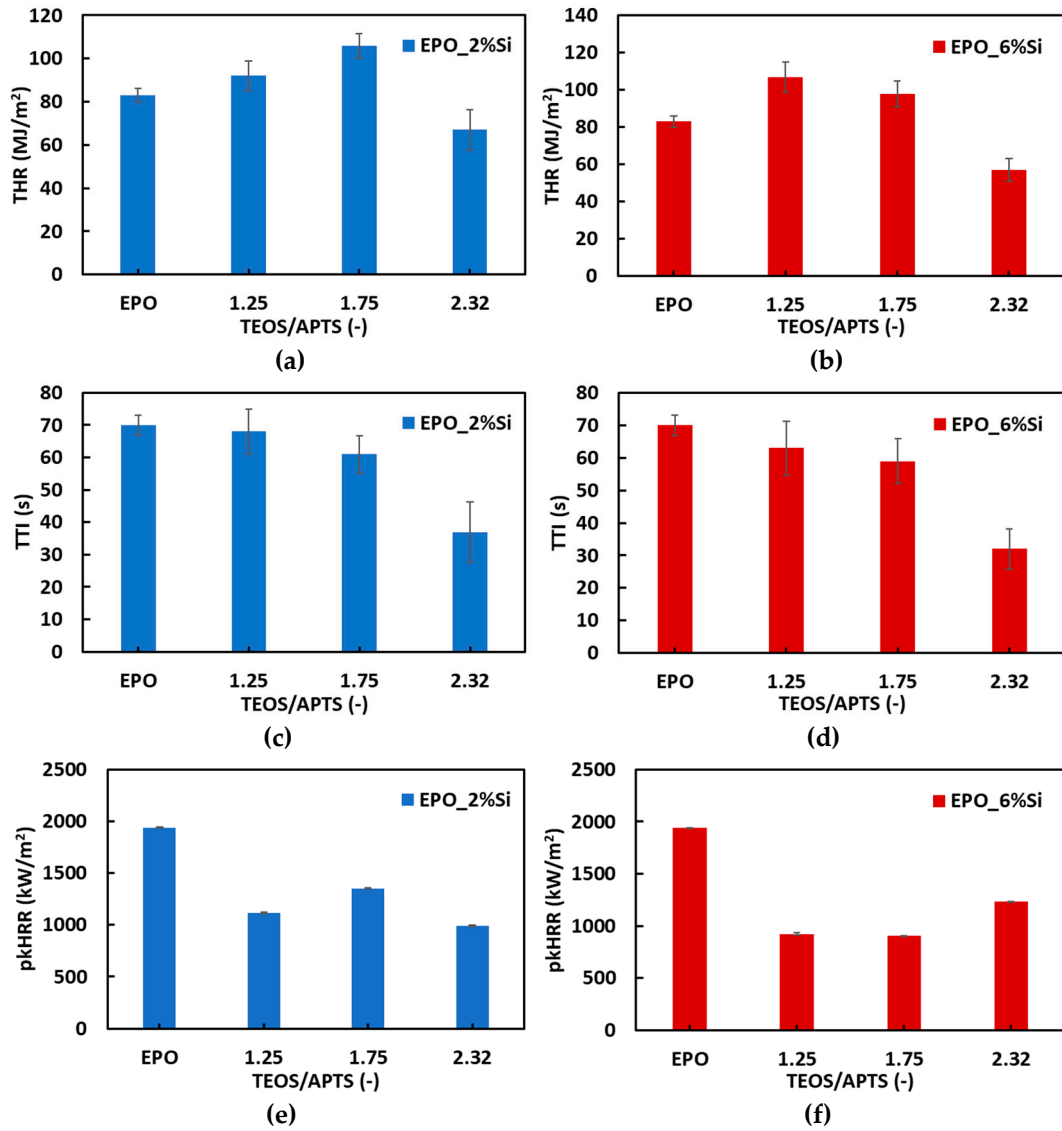 120
100
80
60
40
20
0
THR (MJ/m²)
EPO_2%Si
EPO 1.25 1.75 2.32
TEOS/APTS (-)
(a)
140
120
100
80
60
40
20
0
THR (MJ/m²)
EPO_6%Si
EPO 1.25 1.75 2.32
TEOS/APTS (-)
(b)
80
70
60
50
40
30
20
10
0
TTI (s)
EPO_2%Si
EPO 1.25 1.75 2.32
TEOS/APTS (-)
(c)
80
70
60
50
40
30
20
10
0
TTI (s)
EPO_6%Si
EPO 1.25 1.75 2.32
TEOS/APTS (-)
(d)
2500
2000
1500
1000
500
0
pkHRR (kW/m²)
EPO_2%Si
EPO 1.25 1.75 2.32
TEOS/APTS (-)
(e)
2500
2000
1500
1000
500
0
pkHRR (kW/m²)
EPO_6%Si
EPO 1.25 1.75 2.32
TEOS/APTS (-)
(f)